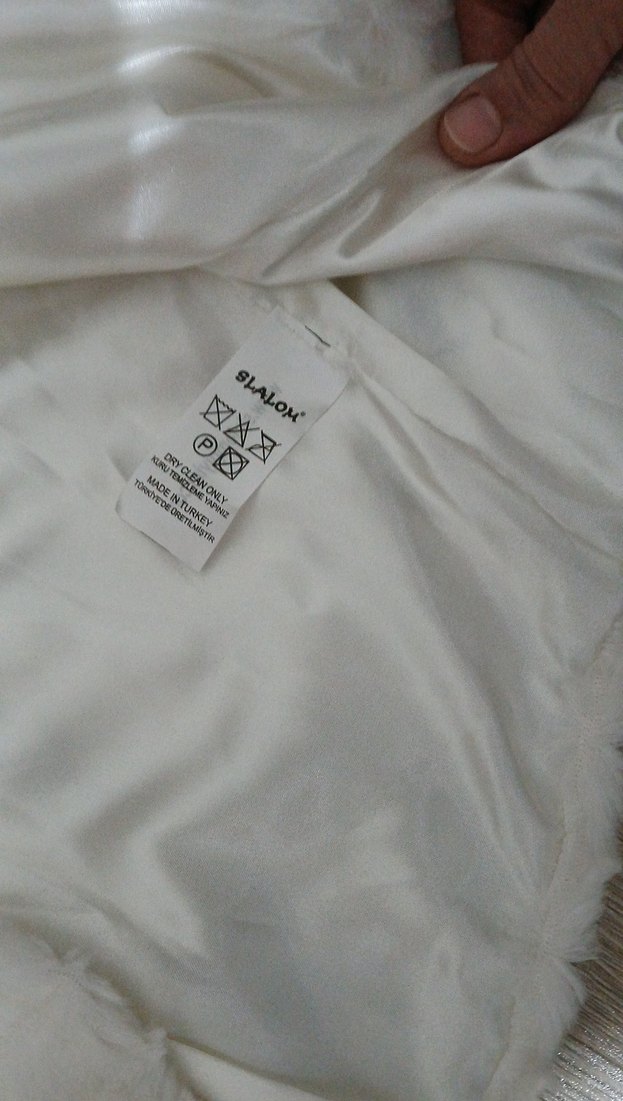 SLALOM®
P
DRY CLEAN ONLY
KURU TEMİZLEME YAPINIZ
MADE IN TURKEY
TÜRKİYE'DE ÜRETİLMİŞTİR